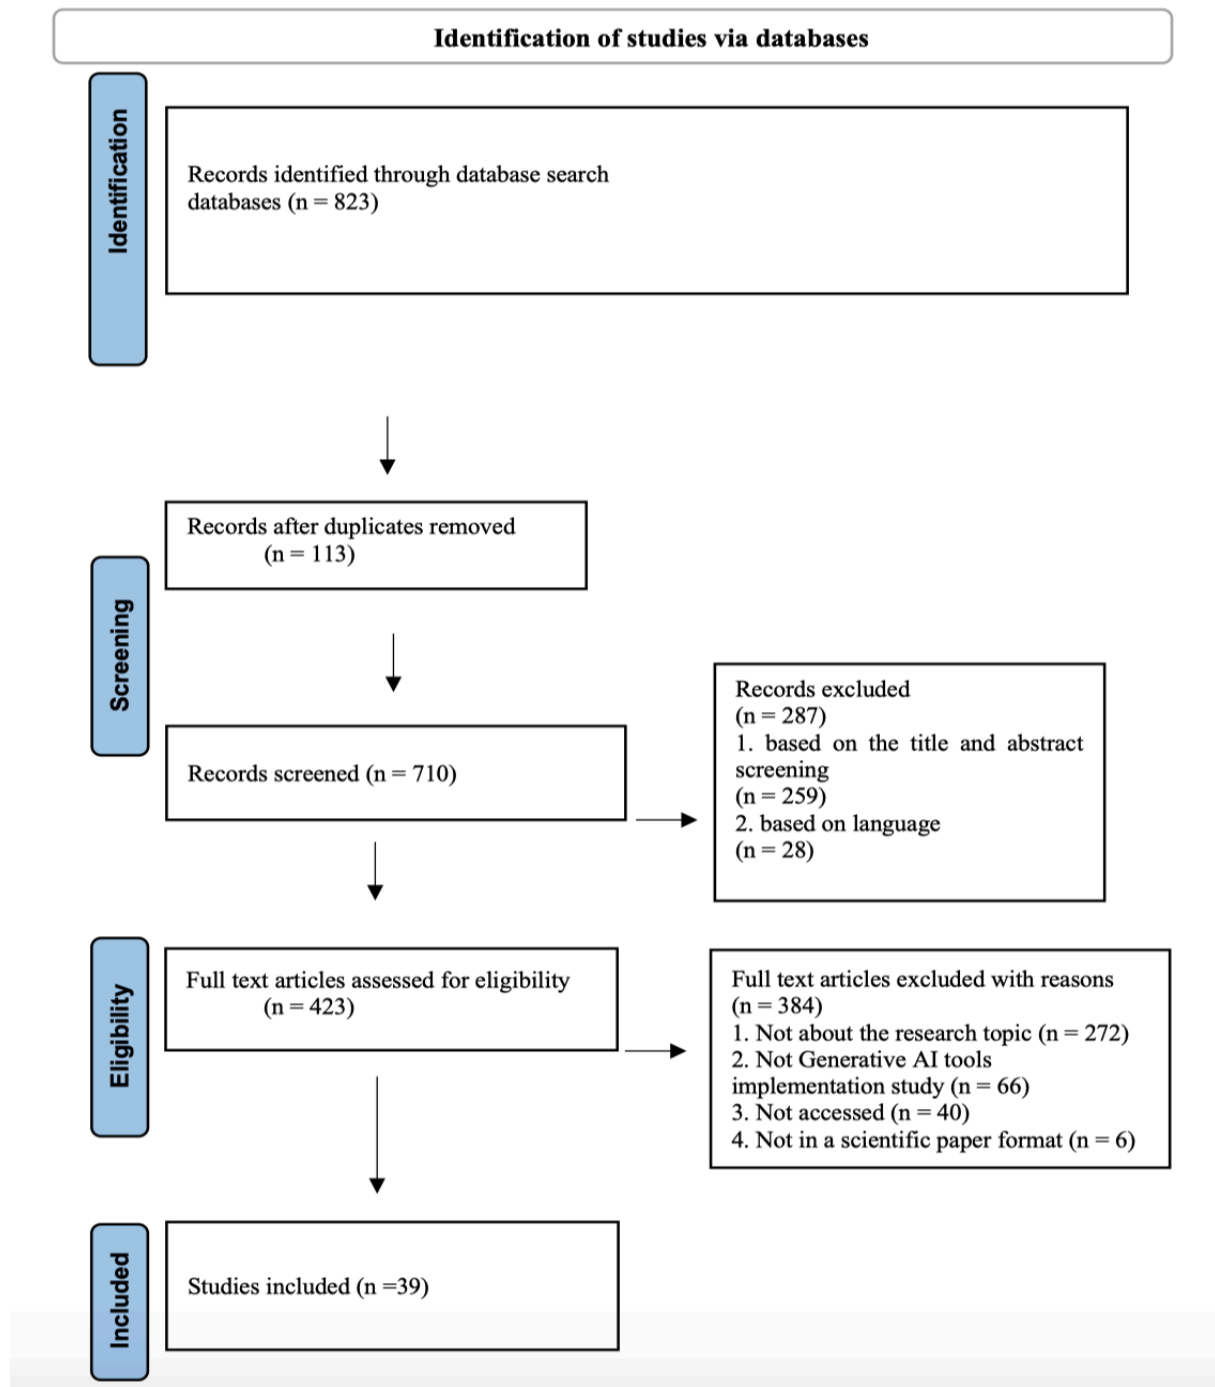 Identification of studies via databases
Identification
Records identified through database search
databases (n = 823)
Records after duplicates removed
(n = 113)
Screening
Records screened (n = 710)
Records excluded
(n = 287)
1. based on the title and abstract
screening
(n = 259)
2. based on language
(n = 28)
Eligibility
Full text articles assessed for eligibility
(n = 423)
Full text articles excluded with reasons
(n = 384)
1. Not about the research topic (n = 272)
2. Not Generative AI tools
implementation study (n = 66)
3. Not accessed (n = 40)
4. Not in a scientific paper format (n = 6)
Included
Studies included (n =39)